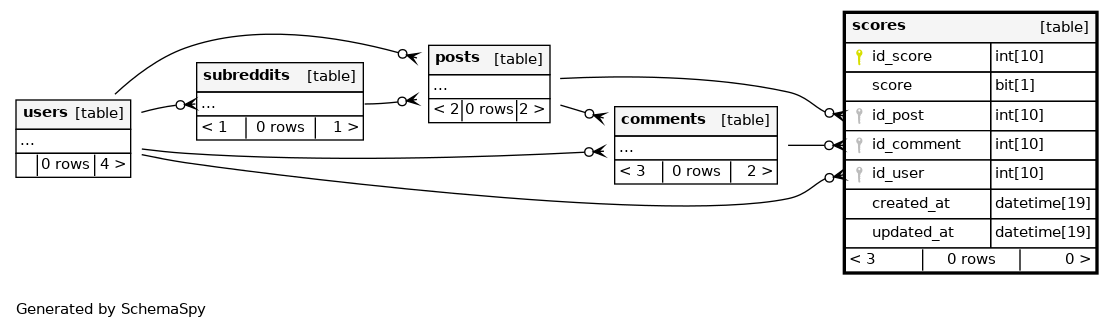 users [table]
...
0 rows 4 >
subreddits [table]
...
< 1 0 rows 1 >
posts [table]
...
< 2 0 rows 2 >
comments [table]
...
< 3 0 rows 2 >
scores [table]
id_score int[10]
score bit[1]
id_post int[10]
id_comment int[10]
id_user int[10]
created_at datetime[19]
updated_at datetime[19]
< 3 0 rows 0 >
Generated by SchemaSpy